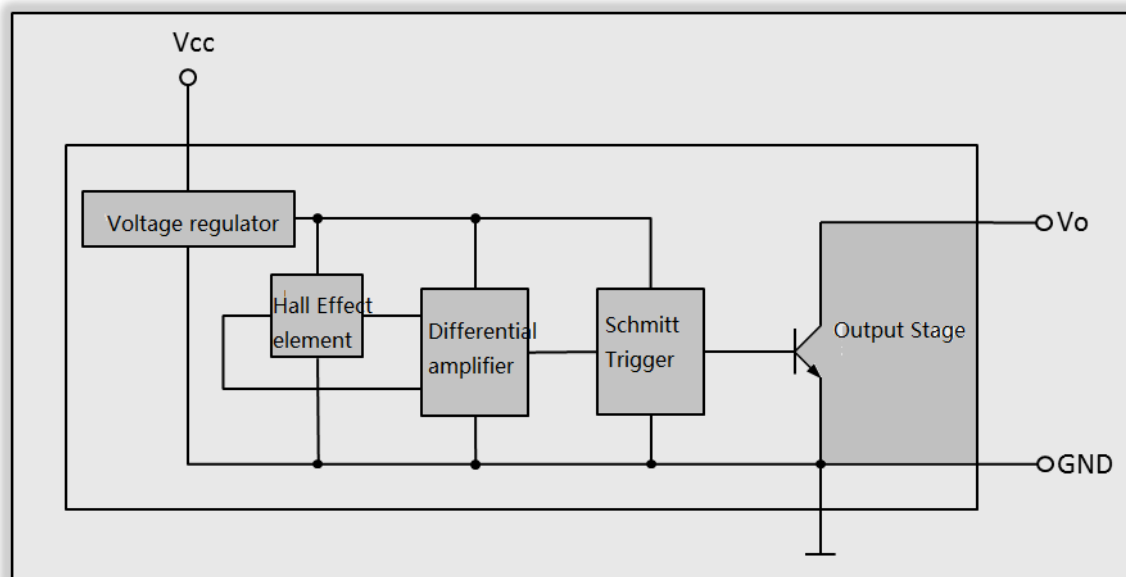 Vcc
Voltage regulator
Hall Effect
element
Differential
amplifier
Schmitt
Trigger
Output Stage
Vo
GND